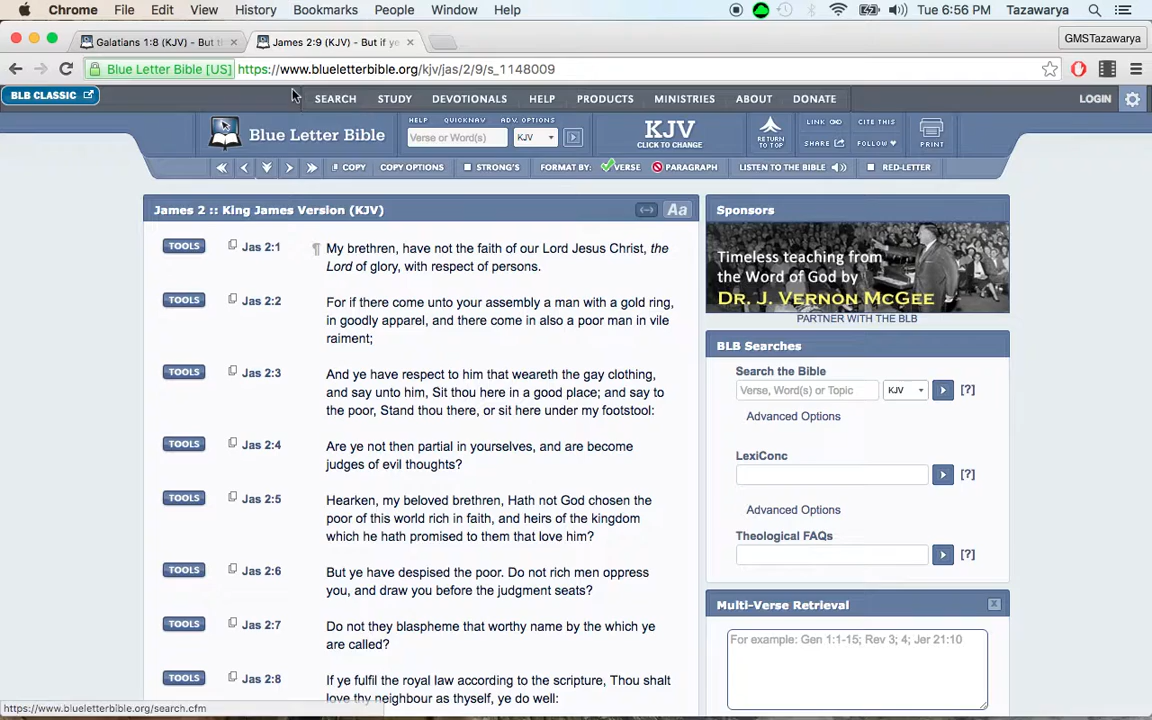 Chrome File Edit View History Bookmarks People Window Help Tue 6:56 PM Tazawarya
Galatians 1:8 (KJV) - But th
James 2:9 (KJV) - But if ye
GMSTazawarya
Blue Letter Bible [US] https://www.blueletterbible.org/kjv/jas/2/9/s_1148009
BLB CLASSIC SEARCH STUDY DEVOTIONALS HELP PRODUCTS MINISTRIES ABOUT DONATE LOGIN
HELP QUICKNAV ADV. OPTIONS
Blue Letter Bible
Verse or Word(s) KJV
KJV
CLICK TO CHANGE
RETURN TO TOP
LINK CITE THIS
SHARE FOLLOW
PRINT
COPY COPY OPTIONS STRONG'S FORMAT BY: VERSE PARAGRAPH LISTEN TO THE BIBLE RED-LETTER
James 2 :: King James Version (KJV) Aa
TOOLS Jas 2:1 ¶ My brethren, have not the faith of our Lord Jesus Christ, the
Lord of glory, with respect of persons.
TOOLS Jas 2:2 For if there come unto your assembly a man with a gold ring,
in goodly apparel, and there come in also a poor man in vile
raiment;
TOOLS Jas 2:3 And ye have respect to him that weareth the gay clothing,
and say unto him, Sit thou here in a good place; and say to
the poor, Stand thou there, or sit here under my footstool:
TOOLS Jas 2:4 Are ye not then partial in yourselves, and are become
judges of evil thoughts?
TOOLS Jas 2:5 Hearken, my beloved brethren, Hath not God chosen the
poor of this world rich in faith, and heirs of the kingdom
which he hath promised to them that love him?
TOOLS Jas 2:6 But ye have despised the poor. Do not rich men oppress
you, and draw you before the judgment seats?
TOOLS Jas 2:7 Do not they blaspheme that worthy name by the which ye
are called?
TOOLS Jas 2:8 If ye fulfil the royal law according to the scripture, Thou shalt
love thy neighbour as thyself, ye do well:
Sponsors
Timeless teaching from
the Word of God by
DR. J. VERNON MCGEE
PARTNER WITH THE BLB
BLB Searches
Search the Bible
Verse, Word(s) or Topic KJV [?]
Advanced Options
LexiConc
[?]
Advanced Options
Theological FAQs
[?]
Multi-Verse Retrieval x
For example: Gen 1:1-15; Rev 3; 4; Jer 21:10
https://www.blueletterbible.org/search.cfm